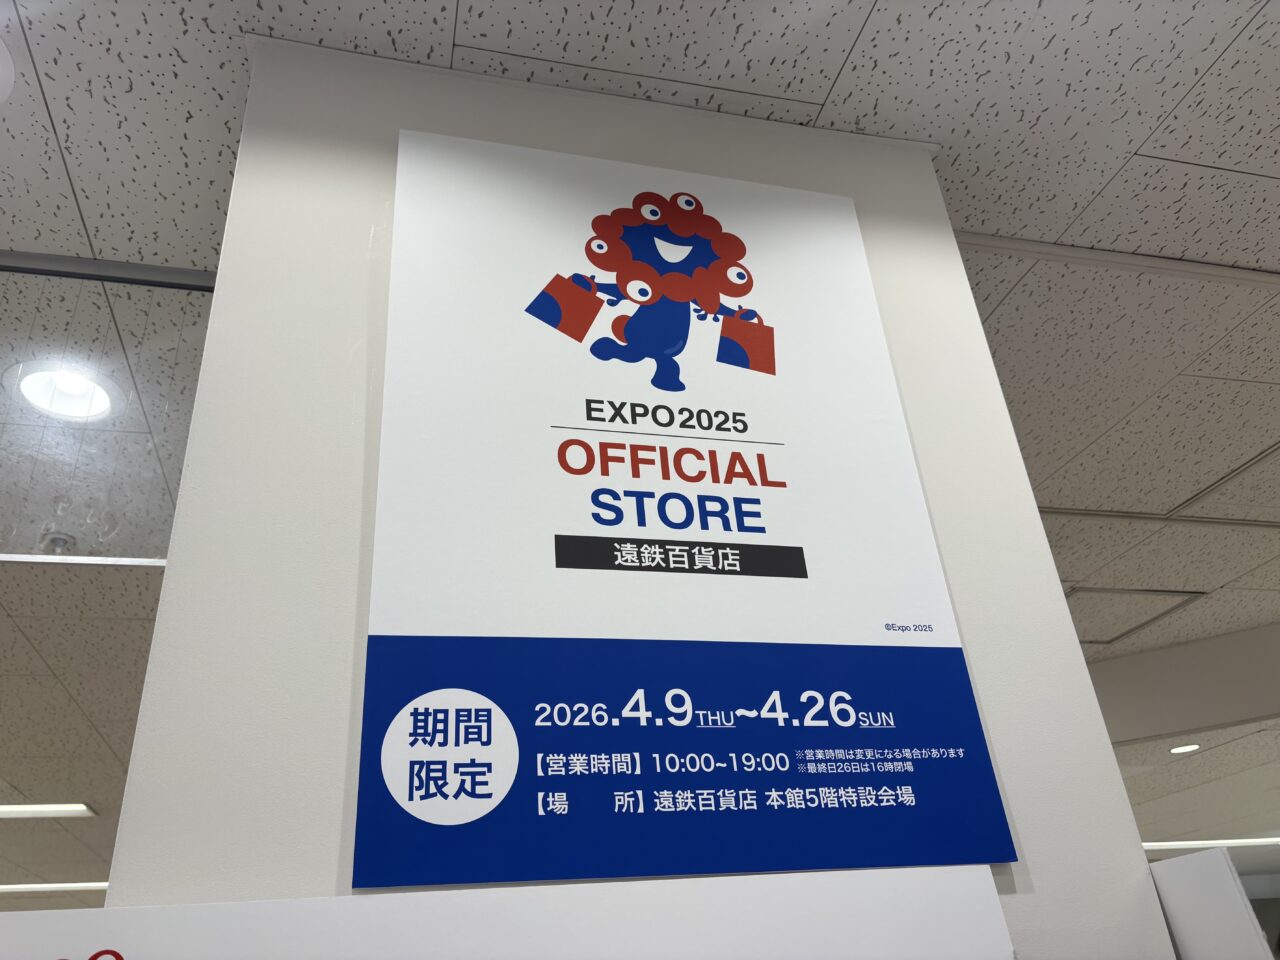 EXPO2025
OFFICIAL
STORE
遠鉄百貨店
©Expo 2025
期間
限定
2026.4.9THU~4.26SUN
【営業時間】10:00~19:00 ※営業時間は変更になる場合があります
※最終日26日は16時閉場
【場 所】遠鉄百貨店 本館5階特設会場